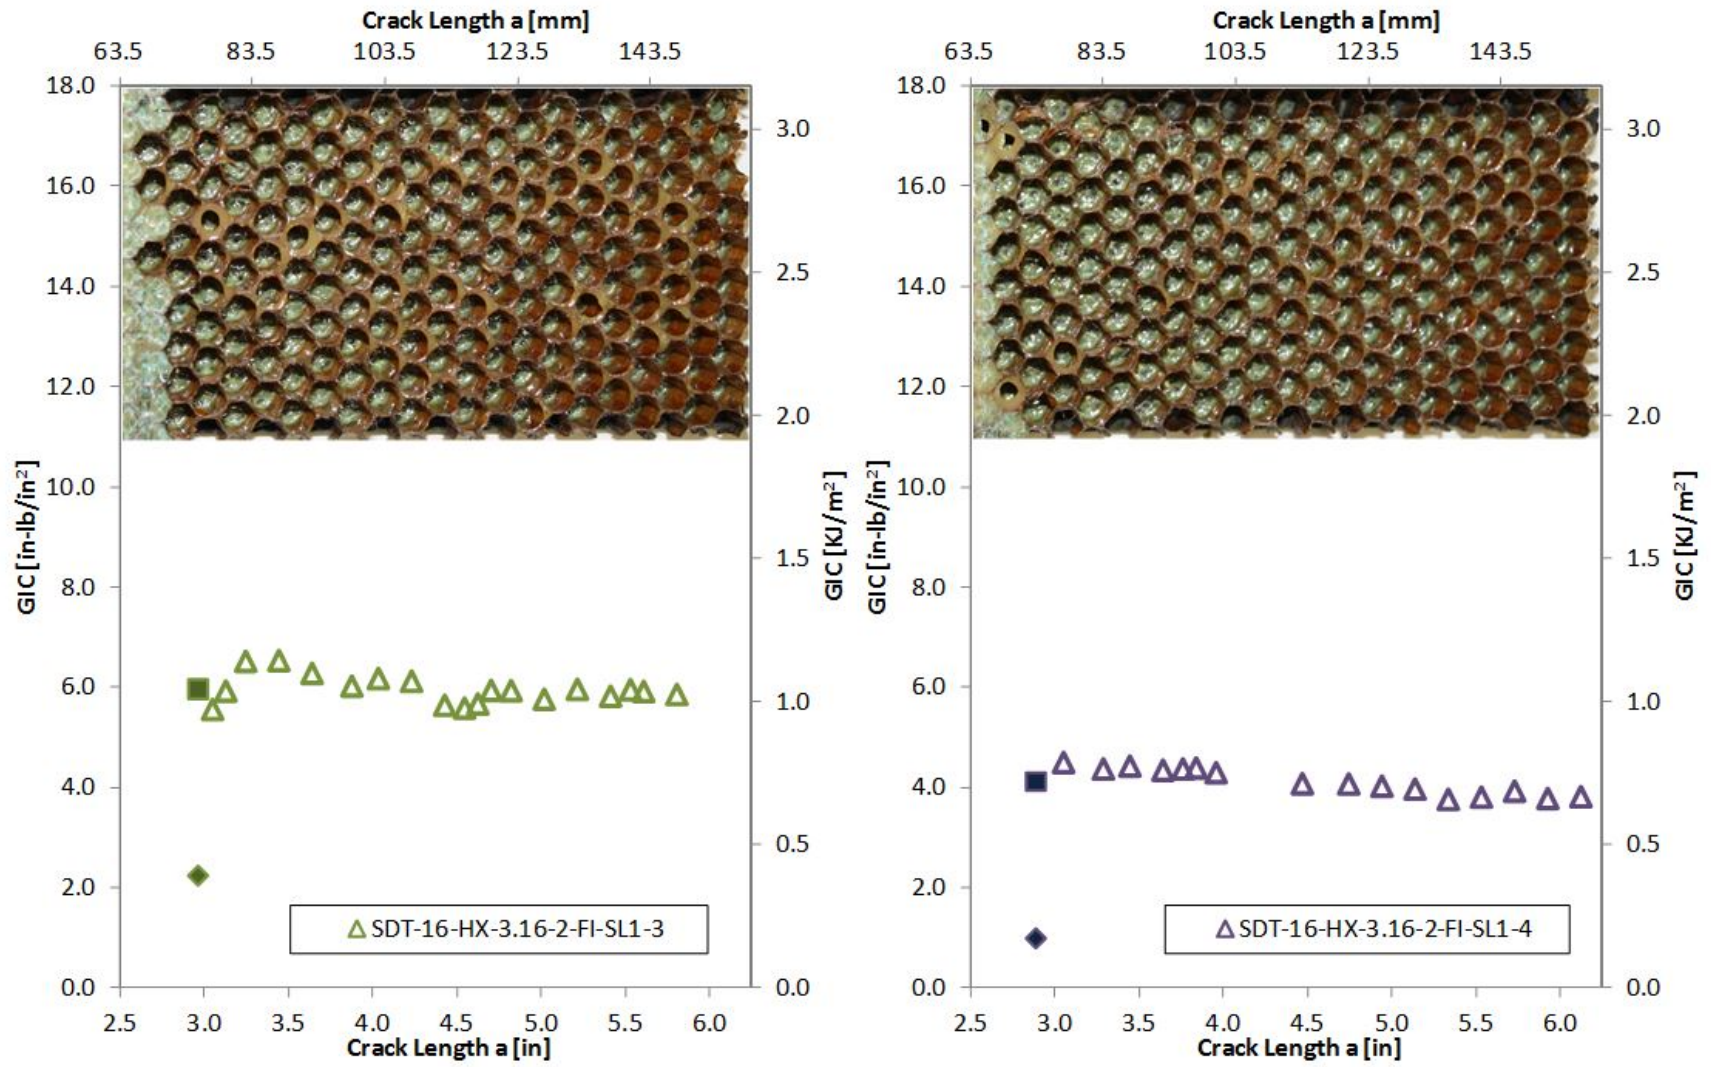 Crack Length a [mm]
63.5 83.5 103.5 123.5 143.5
18.0
16.0
14.0
12.0
10.0
8.0
6.0
4.0
2.0
0.0
GIC [in-lb/in²]
3.0
2.5
2.0
1.5
1.0
0.5
0.0
GIC [KJ/m²]
SDT-16-HX-3.16-2-FI-SL1-3
2.5 3.0 3.5 4.0 4.5 5.0 5.5 6.0
Crack Length a [in]
Crack Length a [mm]
63.5 83.5 103.5 123.5 143.5
18.0
16.0
14.0
12.0
10.0
8.0
6.0
4.0
2.0
0.0
GIC [in-lb/in²]
3.0
2.5
2.0
1.5
1.0
0.5
0.0
GIC [KJ/m²]
SDT-16-HX-3.16-2-FI-SL1-4
2.5 3.0 3.5 4.0 4.5 5.0 5.5 6.0
Crack Length a [in]